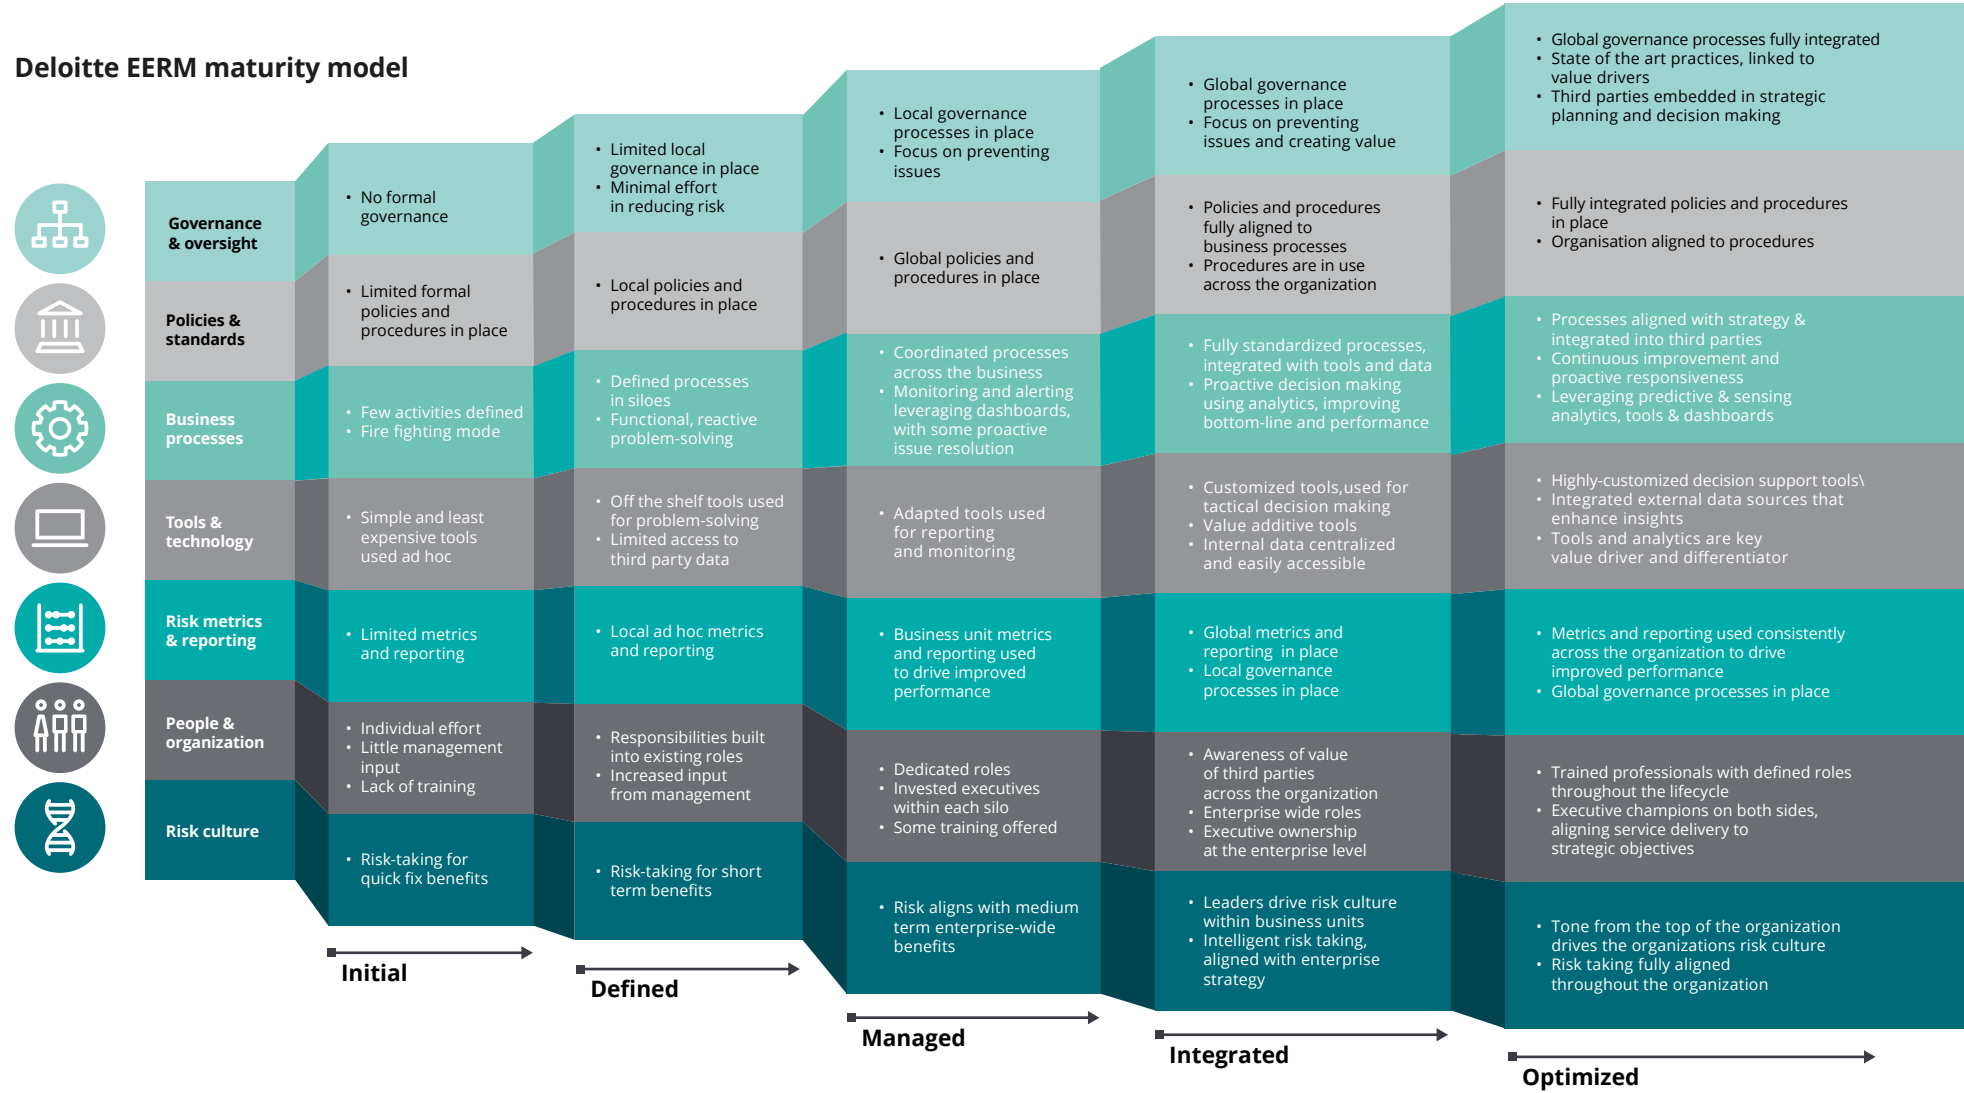 Deloitte EERM maturity model
Governance
& oversight
• No formal
governance
• Limited local
governance in place
• Minimal effort
in reducing risk
• Local governance
processes in place
• Focus on preventing
issues
• Global governance
processes in place
• Focus on preventing
issues and creating value
• Global governance processes fully integrated
• State of the art practices, linked to
value drivers
• Third parties embedded in strategic
planning and decision making
Policies &
standards
• Limited formal
policies and
procedures in place
• Local policies and
procedures in place
• Global policies and
procedures in place
• Policies and procedures
fully aligned to
business processes
• Procedures are in use
across the organization
• Fully integrated policies and procedures
in place
• Organisation aligned to procedures
Business
processes
• Few activities defined
• Fire fighting mode
• Defined processes
in siloes
• Functional, reactive
problem-solving
• Coordinated processes
across the business
• Monitoring and alerting
leveraging dashboards,
with some proactive
issue resolution
• Fully standardized processes,
integrated with tools and data
• Proactive decision making
using analytics, improving
bottom-line and performance
• Processes aligned with strategy &
integrated into third parties
• Continuous improvement and
proactive responsiveness
• Leveraging predictive & sensing
analytics, tools & dashboards
Tools &
technology
• Simple and least
expensive tools
used ad hoc
• Off the shelf tools used
for problem-solving
• Limited access to
third party data
• Adapted tools used
for reporting
and monitoring
• Customized tools,used for
tactical decision making
• Value additive tools
• Internal data centralized
and easily accessible
• Highly-customized decision support tools\
• Integrated external data sources that
enhance insights
• Tools and analytics are key
value driver and differentiator
Risk metrics
& reporting
• Limited metrics
and reporting
• Local ad hoc metrics
and reporting
• Business unit metrics
and reporting used
to drive improved
performance
• Global metrics and
reporting in place
• Local governance
processes in place
• Metrics and reporting used consistently
across the organization to drive
improved performance
• Global governance processes in place
People &
organization
• Individual effort
• Little management
input
• Lack of training
• Responsibilities built
into existing roles
• Increased input
from management
• Dedicated roles
• Invested executives
within each silo
• Some training offered
• Awareness of value
of third parties
across the organization
• Enterprise wide roles
• Executive ownership
at the enterprise level
• Trained professionals with defined roles
throughout the lifecycle
• Executive champions on both sides,
aligning service delivery to
strategic objectives
Risk culture
• Risk-taking for
quick fix benefits
• Risk-taking for short
term benefits
• Risk aligns with medium
term enterprise-wide
benefits
• Leaders drive risk culture
within business units
• Intelligent risk taking,
aligned with enterprise
strategy
• Tone from the top of the organization
drives the organizations risk culture
• Risk taking fully aligned
throughout the organization
Initial
Defined
Managed
Integrated
Optimized